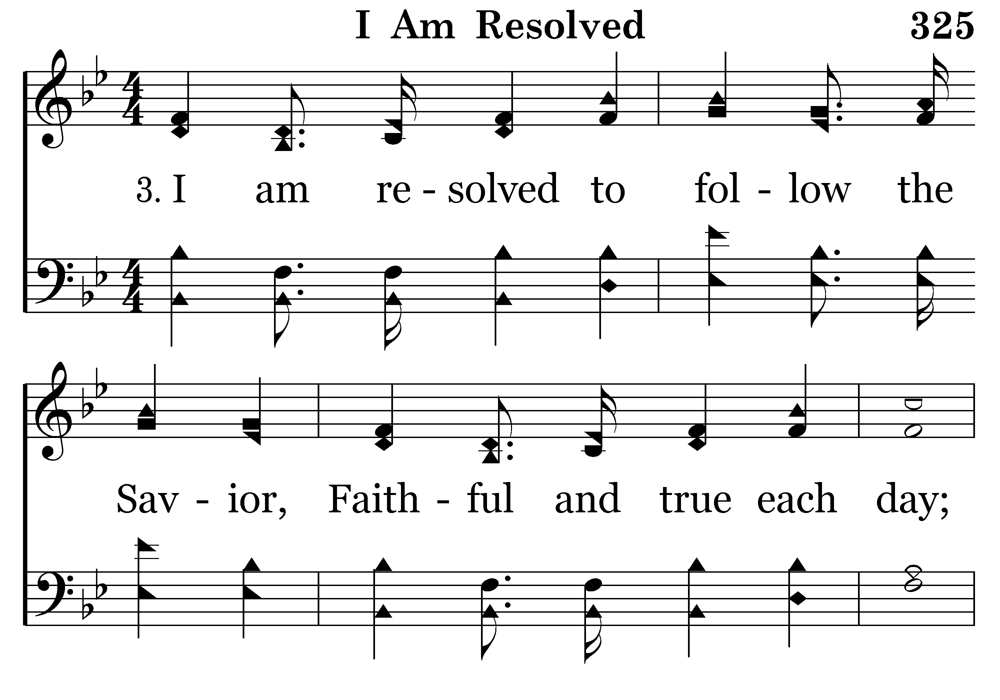 I Am Resolved 325
3. I am re - solved to fol - low the
Sav - ior, Faith - ful and true each day;